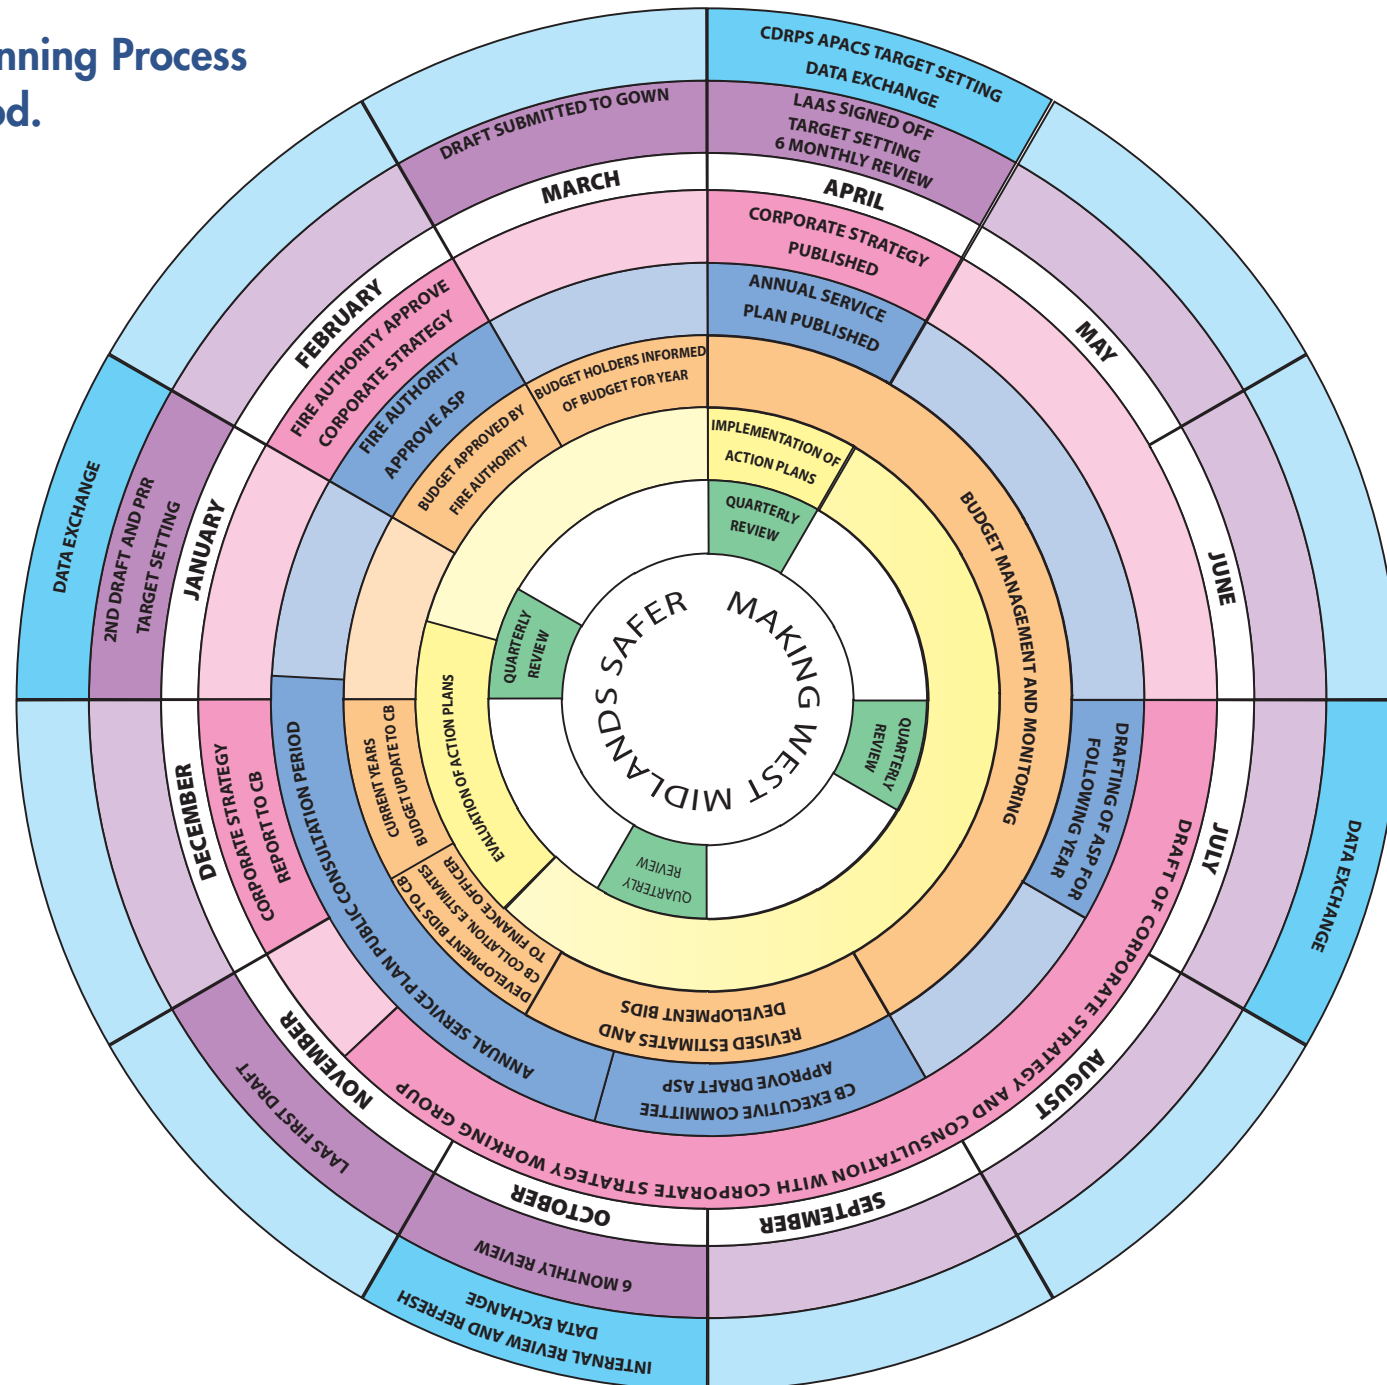 nning Process
od.
CDRPS APACS TARGET SETTING
DATA EXCHANGE
LAAS SIGNED OFF
TARGET SETTING
6 MONTHLY REVIEW
APRIL
CORPORATE STRATEGY
PUBLISHED
ANNUAL SERVICE
PLAN PUBLISHED
IMPLEMENTATION OF
ACTION PLANS
QUARTERLY
REVIEW
MAY
JUNE
BUDGET MANAGEMENT AND MONITORING
DATA EXCHANGE
JULY
DRAFT OF CORPORATE STRATEGY AND CONSULTATION WITH CORPORATE STRATEGY WORKING GROUP
DRAFTING OF ASP FOR
FOLLOWING YEAR
QUARTERLY
REVIEW
AUGUST
SEPTEMBER
CB EXECUTIVE COMMITTEE
APPROVE DRAFT ASP
REVISED ESTIMATES AND
DEVELOPMENT BIDS
INTERNAL REVIEW AND REFRESH
DATA EXCHANGE
6 MONTHLY REVIEW
OCTOBER
QUARTERLY
REVIEW
LAAS FIRST DRAFT
NOVEMBER
ANNUAL SERVICE PLAN PUBLIC CONSULTATION PERIOD
DEVELOPMENT BIDS TO CB
CB COLLATION, ESTIMATES
TO FINANCE OFFICER
DECEMBER
CORPORATE STRATEGY
REPORT TO CB
CURRENT YEARS
BUDGET UPDATE TO CB
EVALUATION OF ACTION PLANS
DATA EXCHANGE
2ND DRAFT AND PRR
TARGET SETTING
JANUARY
QUARTERLY
REVIEW
FEBRUARY
FIRE AUTHORITY APPROVE
CORPORATE STRATEGY
FIRE AUTHORITY
APPROVE ASP
BUDGET APPROVED BY
FIRE AUTHORITY
DRAFT SUBMITTED TO GOWN
MARCH
BUDGET HOLDERS INFORMED
OF BUDGET FOR YEAR
MAKING WEST MIDLANDS SAFER